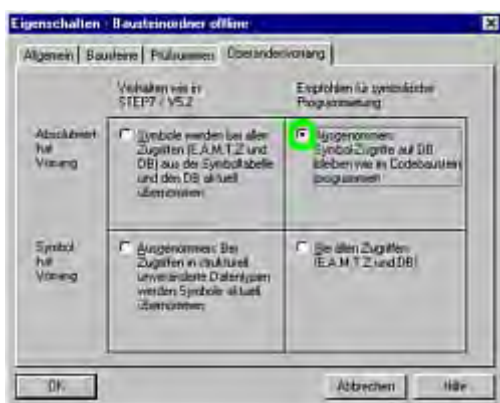 Eigenschaften - Bausteinordner offline
Allgemein | Bausteine | Prüfsummen | Operandenvorrang
Verhalten wie in
STEP7 / V5.2
Empfohlen für symbolische
Programmierung
Absolutwert
hat
Vorrang
Symbole werden bei allen
Zugriffen (E,A,M,T,Z und
DB) aus der Symboltabelle
und den DB aktuell
übernommen
Ausgenommen:
Symbol-Zugriffe auf DB
bleiben wie im Codebaustein
programmiert
Symbol
hat
Vorrang
Ausgenommen: Bei
Zugriffen in strukturell
unveränderte Datentypen
werden Symbole aktuell
übernommen
Bei allen Zugriffen
(E,A,M,T,Z und DB)
OK
Abbrechen
Hilfe